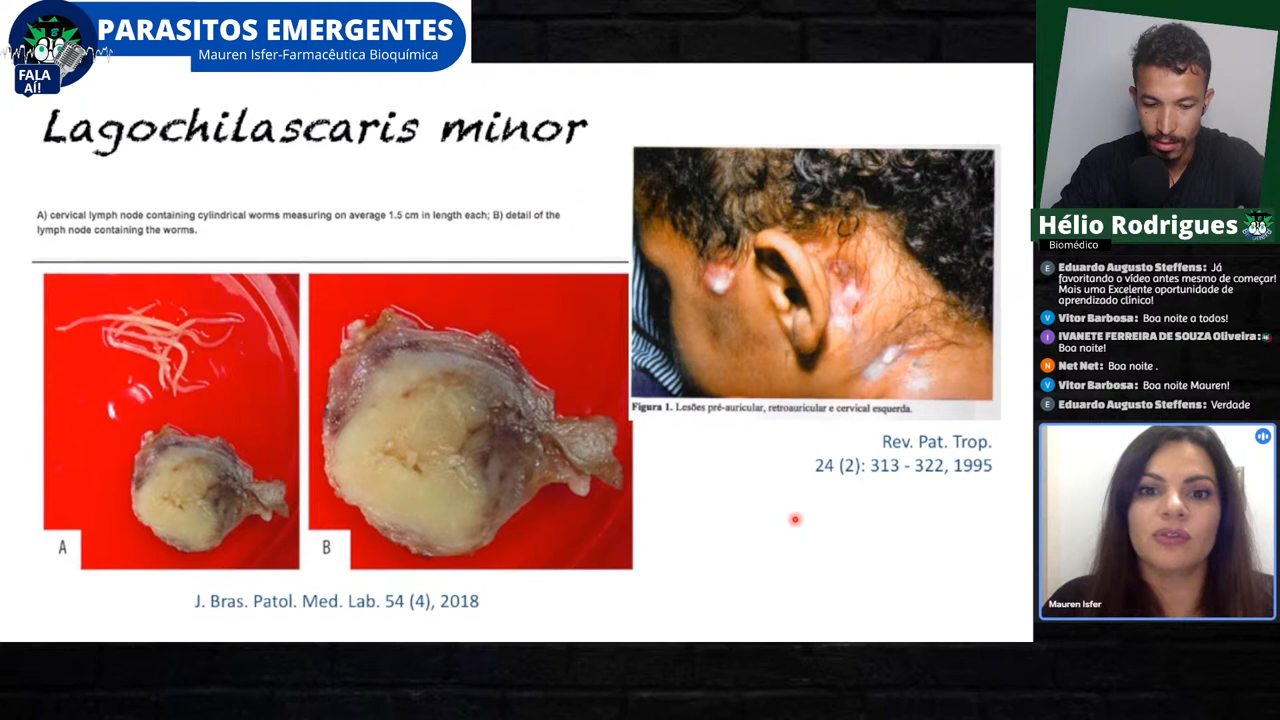 PARASITOS EMERGENTES
Mauren Isfer-Farmacêutica Bioquímica
FALA
AÍ!
Lagochilascaris minor
A) cervical lymph node containing cylindrical worms measuring on average 1.5 cm in length each; B) detail of the
lymph node containing the worms.
A
B
J. Bras. Patol. Med. Lab. 54 (4), 2018
Figura 1. Lesões pré-auricular, retroauricular e cervical esquerda.
Rev. Pat. Trop.
24 (2): 313 - 322, 1995
Hélio Rodrigues
Biomédico
E Eduardo Augusto Steffens: Já
favoritando o vídeo antes mesmo de começar!
Mais uma Excelente oportunidade de
aprendizado clínico!
V Vitor Barbosa: Boa noite a todos!
I IVANETE FERREIRA DE SOUZA Oliveira:
Boa noite!
N Net Net: Boa noite .
V Vitor Barbosa: Boa noite Mauren!
E Eduardo Augusto Steffens: Verdade
Mauren Isfer